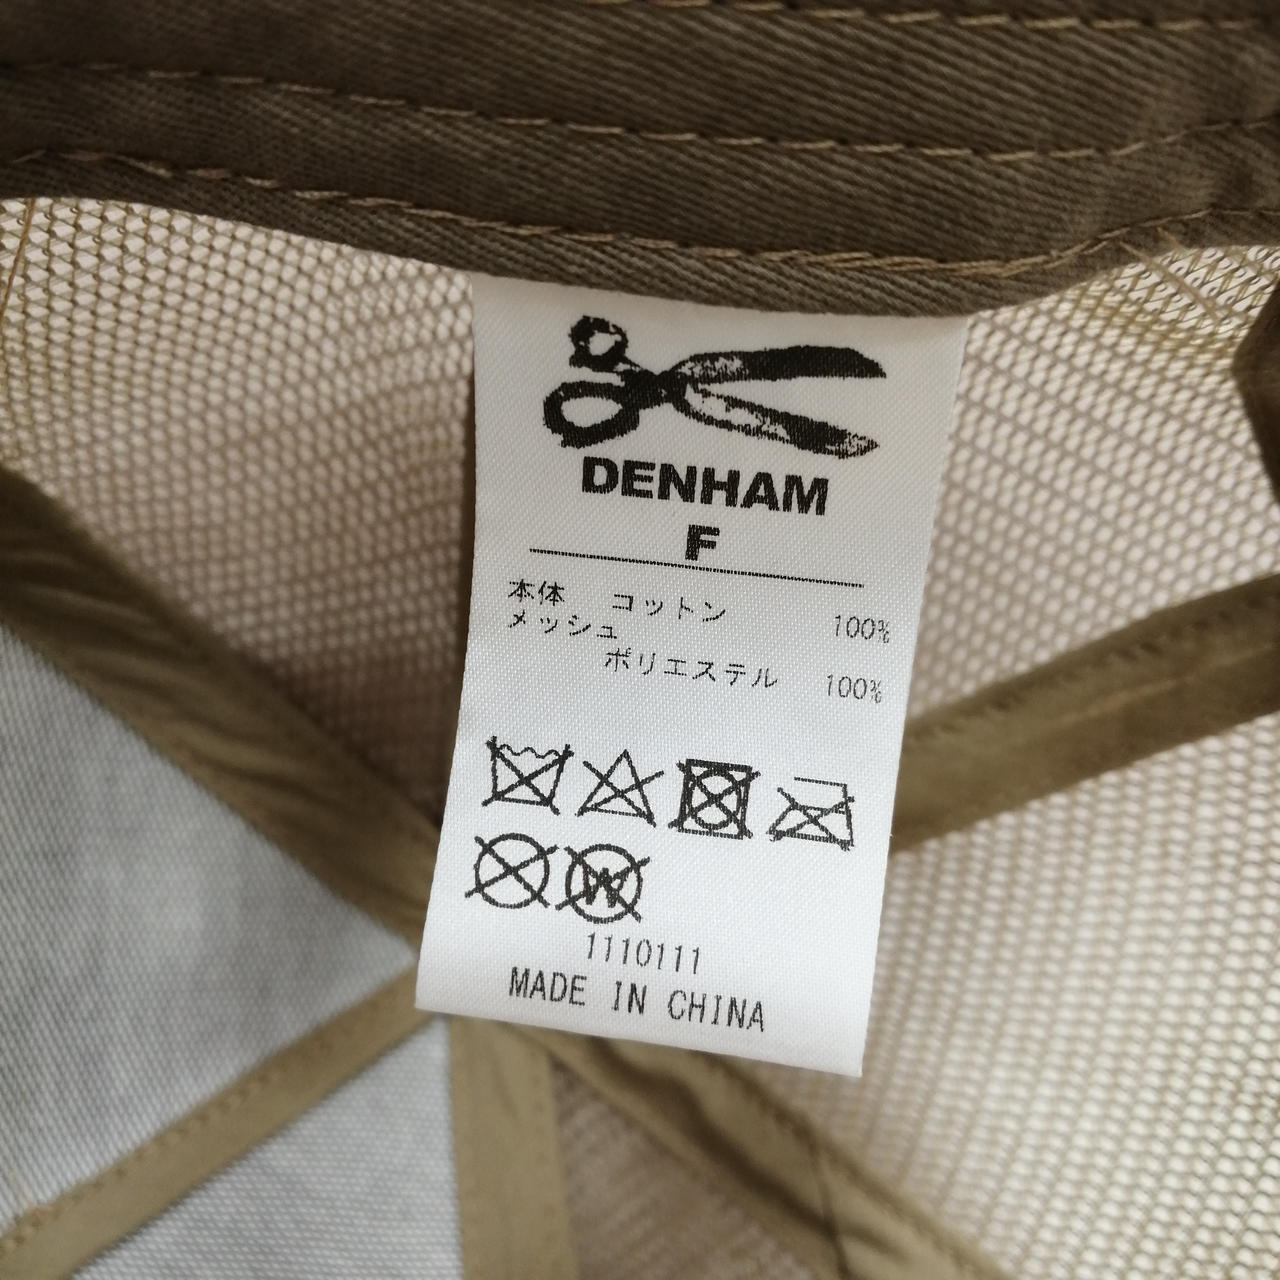 DENHAM
F
本体 コットン 100%
メッシュ
ポリエステル 100%
W
1110111
MADE IN CHINA